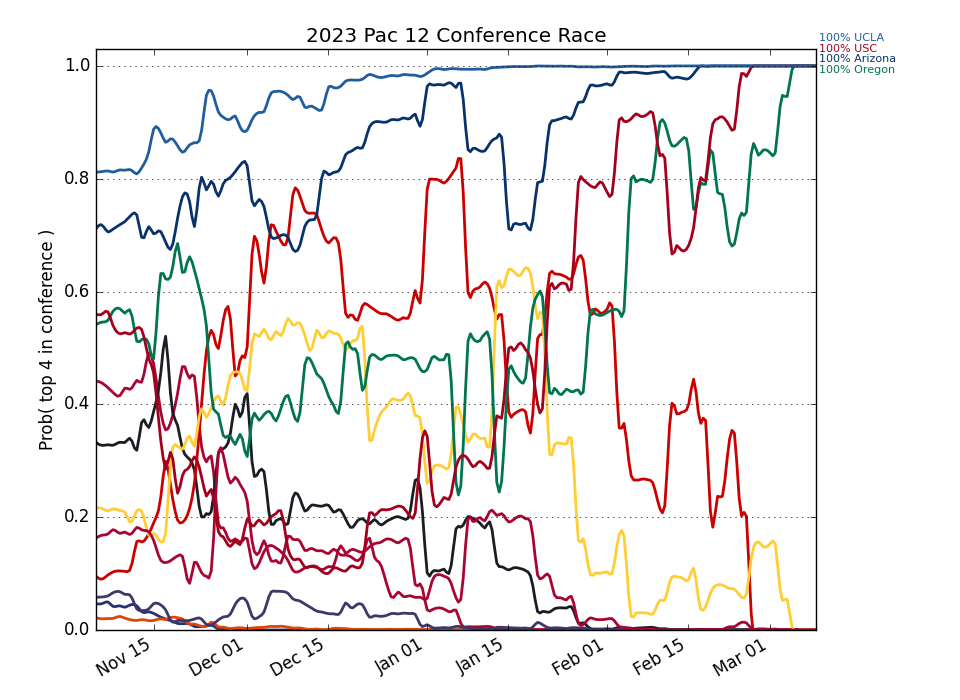 2023 Pac 12 Conference Race
100% UCLA
100% USC
100% Arizona
100% Oregon
Prob( top 4 in conference )
1.0
0.8
0.6
0.4
0.2
0.0
Nov 15
Dec 01
Dec 15
Jan 01
Jan 15
Feb 01
Feb 15
Mar 01